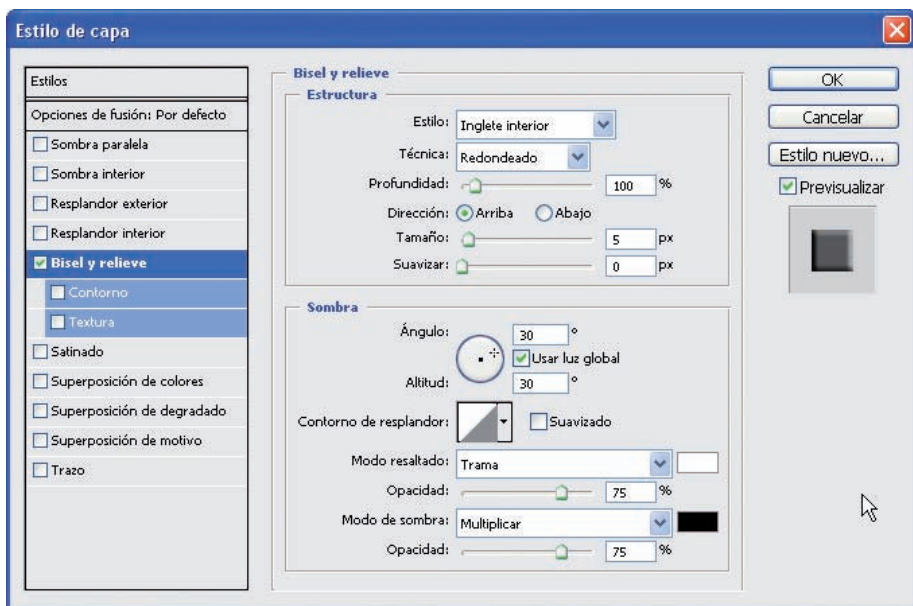 Estilo de capa
Estilos
Opciones de fusión: Por defecto
Sombra paralela
Sombra interior
Resplandor exterior
Resplandor interior
Bisel y relieve
Contorno
Textura
Satinado
Superposición de colores
Superposición de degradado
Superposición de motivo
Trazo
Bisel y relieve
Estructura
Estilo: Inglete interior
Técnica: Redondeado
Profundidad: 100 %
Dirección: Arriba Abajo
Tamaño: 5 px
Suavizar: 0 px
Sombra
Ángulo: 30 °
Usar luz global
Altitud: 30 °
Contorno de resplandor: Suavizado
Modo resaltado: Trama
Opacidad: 75 %
Modo de sombra: Multiplicar
Opacidad: 75 %
OK
Cancelar
Estilo nuevo...
Previsualizar